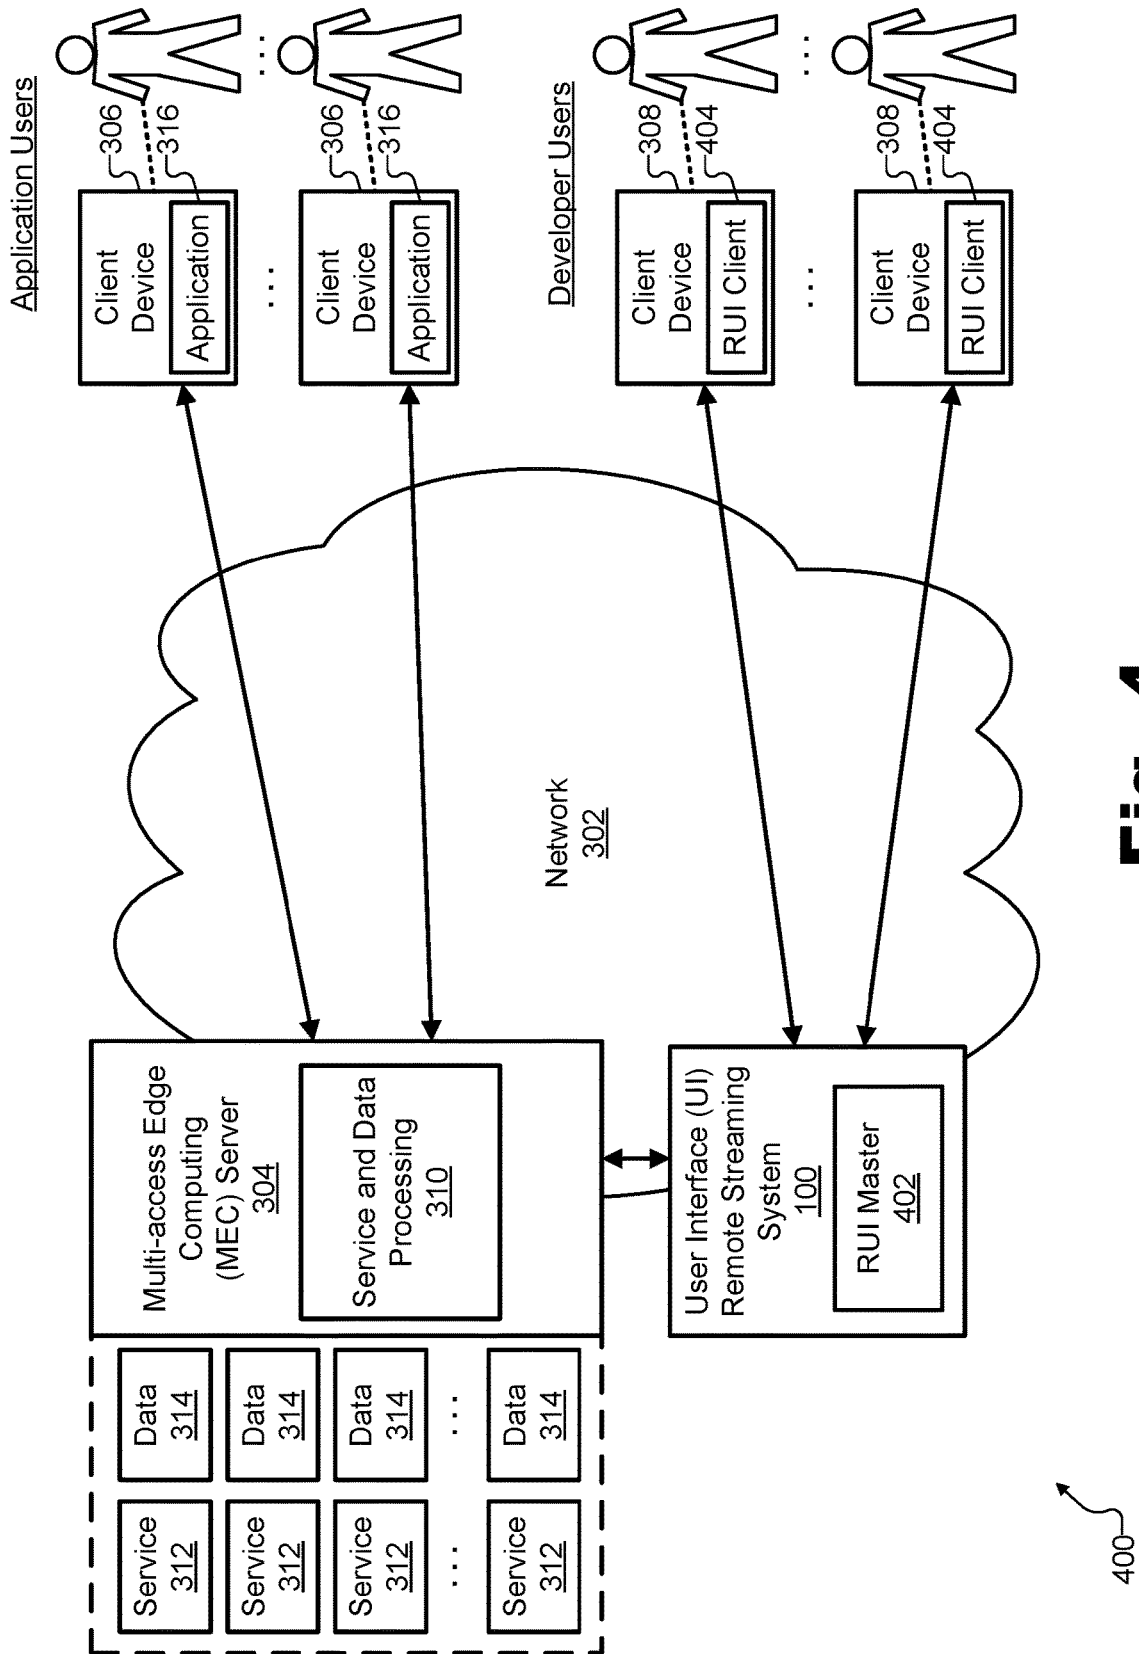 Application Users
Service
312
Data
314
Service
312
Data
314
Service
312
Data
314
...
...
Service
312
Data
314
Multi-access Edge
Computing
(MEC) Server
304
Service and Data
Processing
310
User Interface (UI)
Remote Streaming
System
100
RUI Master
402
Network
302
Client
Device
Application
306
316
...
...
Client
Device
Application
306
316
Developer Users
Client
Device
RUI Client
308
404
...
...
Client
Device
RUI Client
308
404
400
Fig. 4